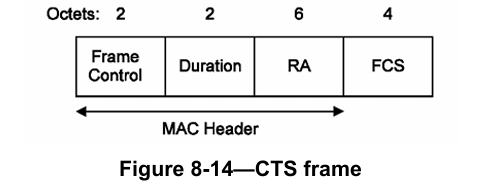 Octets: 2 2 6 4
Frame Control Duration RA FCS
MAC Header
Figure 8-14—CTS frame